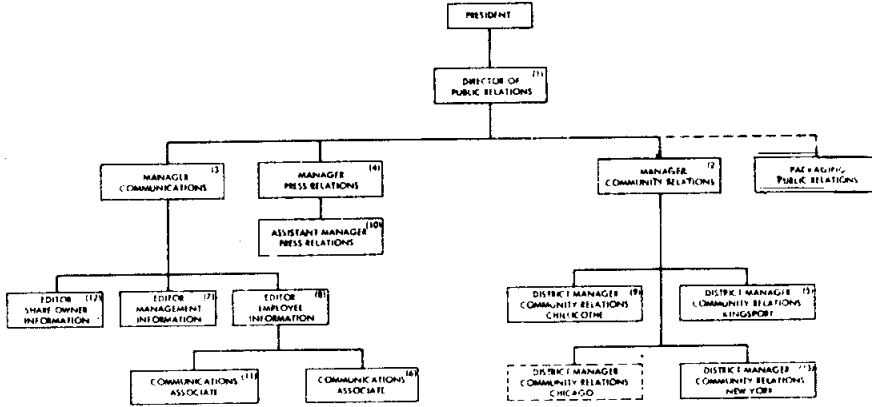 PRESIDENT
(1)
DIRECTOR OF
PUBLIC RELATIONS
(3
MANAGER
COMMUNICATIONS
(4)
MANAGER
PRESS RELATIONS
(2
MANAGER
COMMUNITY RELATIONS
PACKAGING
PUBLIC RELATIONS
(10)
ASSISTANT MANAGER
PRESS RELATIONS
EDITOR (12)
SHARE OWNER
INFORMATION
EDITOR (7)
MANAGEMENT
INFORMATION
EDITOR (8)
EMPLOYEE
INFORMATION
DISTRICT MANAGER (9)
COMMUNITY RELATIONS
CHILLICOTHE
DISTRICT MANAGER (5)
COMMUNITY RELATIONS
KINGSPORT
(11)
COMMUNICATIONS
ASSOCIATE
(6)
COMMUNICATIONS
ASSOCIATE
DISTRICT MANAGER
COMMUNITY RELATIONS
CHICAGO
DISTRICT MANAGER
COMMUNITY RELATIONS
NEW YORK